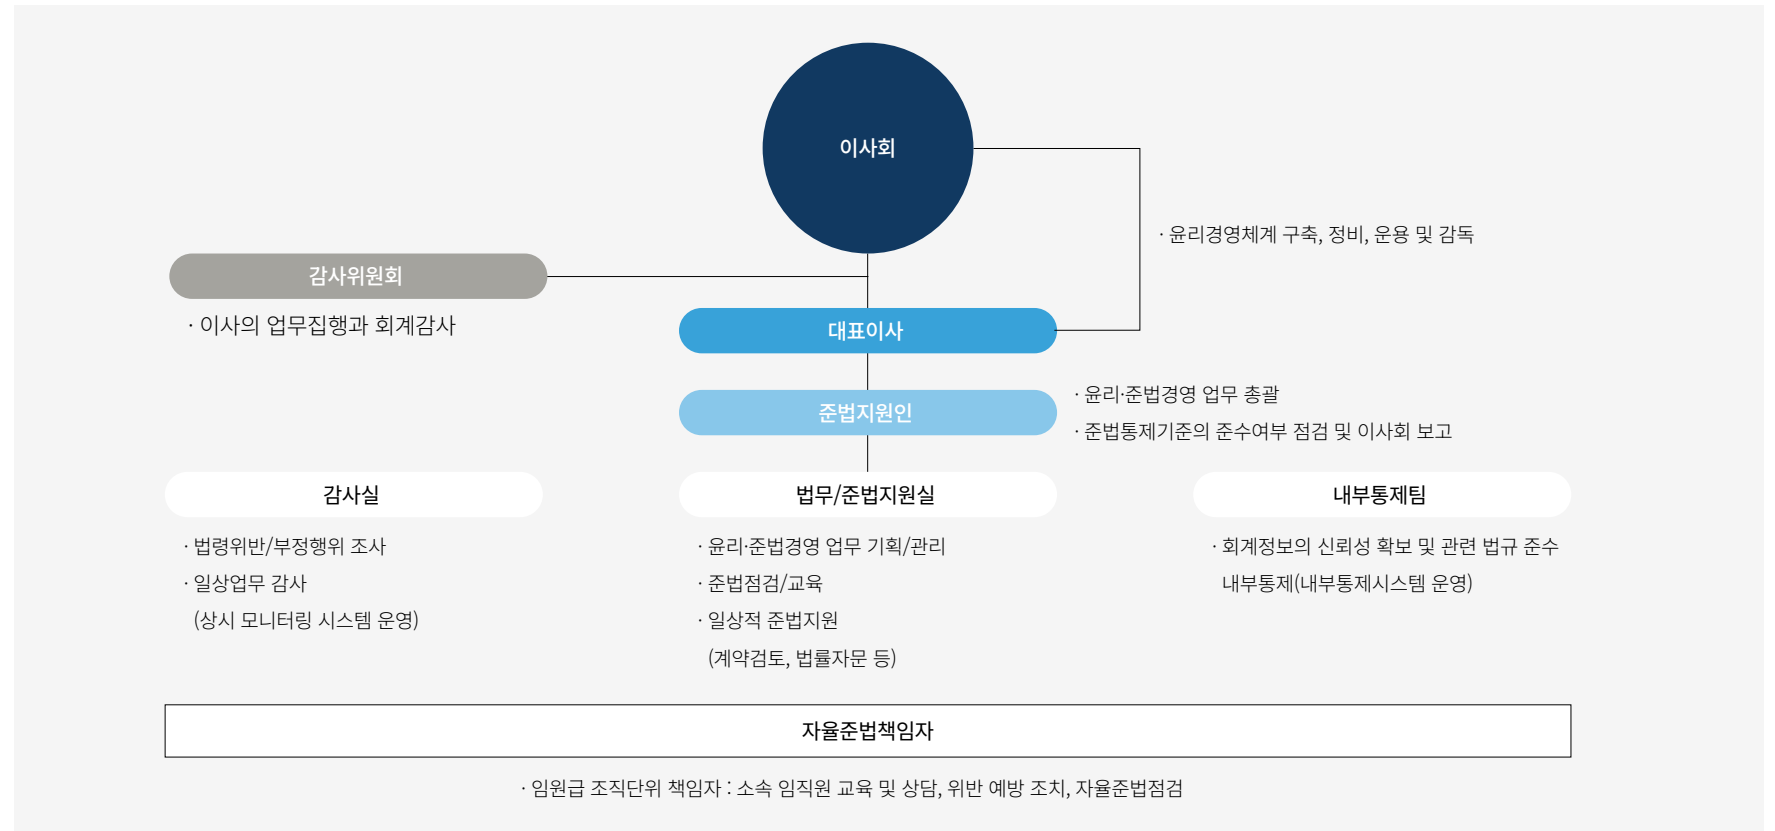 이사회
· 윤리경영체계 구축, 정비, 운용 및 감독
감사위원회
· 이사의 업무집행과 회계감사
대표이사
준법지원인
· 윤리·준법경영 업무 총괄
· 준법통제기준의 준수여부 점검 및 이사회 보고
감사실
· 법령위반/부정행위 조사
· 일상업무 감사
(상시 모니터링 시스템 운영)
법무/준법지원실
· 윤리·준법경영 업무 기획/관리
· 준법점검/교육
· 일상적 준법지원
(계약검토, 법률자문 등)
내부통제팀
· 회계정보의 신뢰성 확보 및 관련 법규 준수
내부통제(내부통제시스템 운영)
자율준법책임자
· 임원급 조직단위 책임자 : 소속 임직원 교육 및 상담, 위반 예방 조치, 자율준법점검